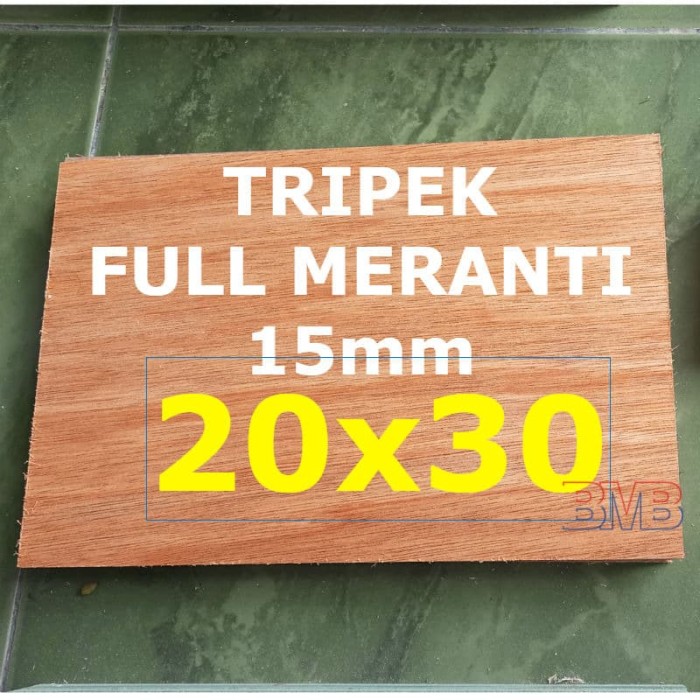 TRIPEK
FULL MERANTI
15mm
20x30
BMB